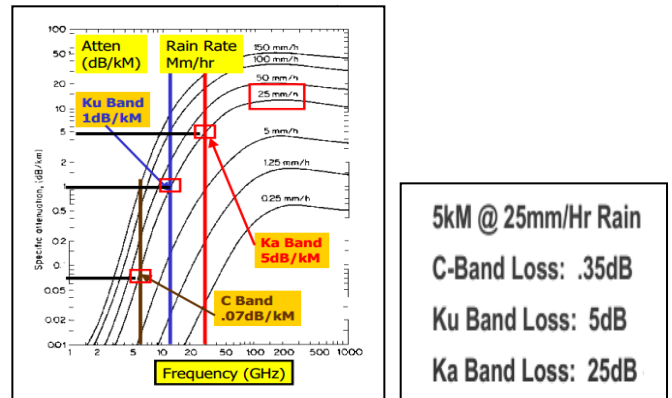 100
50
20
10
5
2
1
0.5
0.2
0.1
0.05
0.02
0.01
Specific attenuation, (dB/km)
Atten
(dB/kM)
Rain Rate
Mm/hr
150 mm/h
100 mm/h
50 mm/h
25 mm/h
5 mm/h
1.25 mm/h
0.25 mm/h
Ku Band
1dB/kM
Ka Band
5dB/kM
C Band
.07dB/kM
1 2 5 10 20 50 100 200 500 1000
Frequency (GHz)
5kM @ 25mm/Hr Rain
C-Band Loss: .35dB
Ku Band Loss: 5dB
Ka Band Loss: 25dB